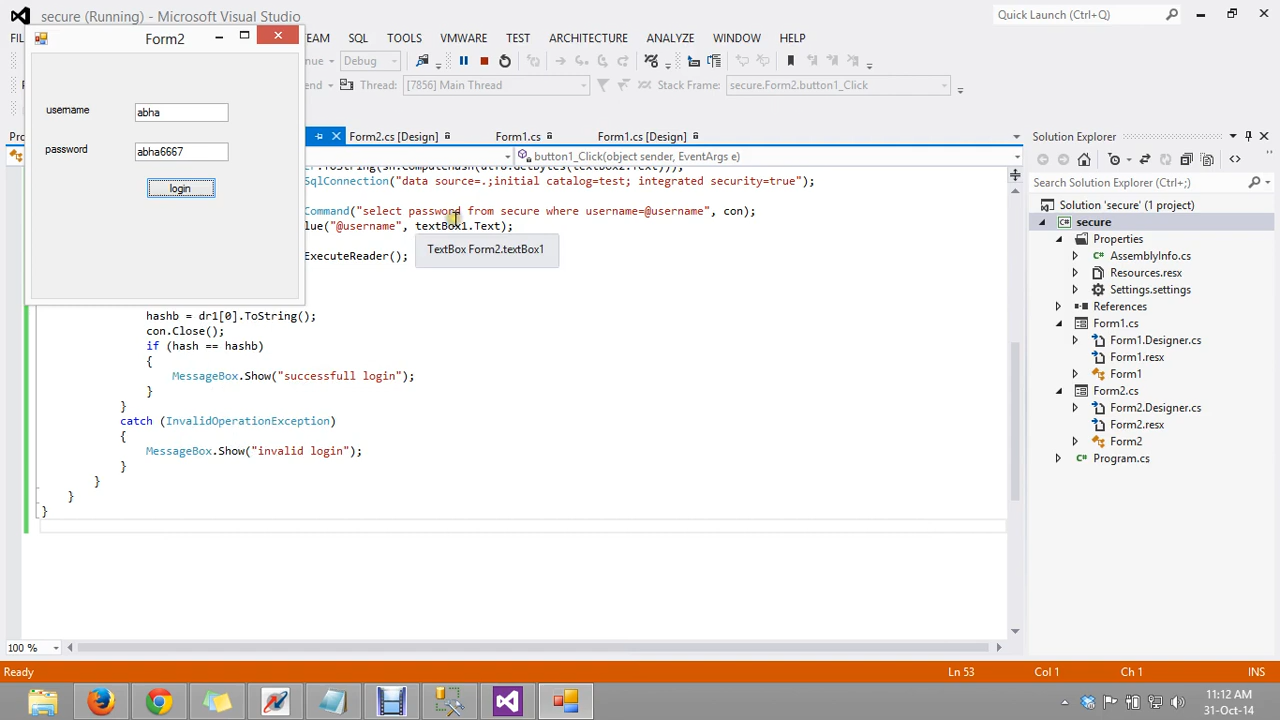 secure (Running) - Microsoft Visual Studio
Quick Launch (Ctrl+Q)
Form2
EAM SQL TOOLS VMWARE TEST ARCHITECTURE ANALYZE WINDOW HELP
Debug
Thread: [7856] Main Thread
Stack Frame: secure.Form2.button1_Click
username abha
password abha6667
login
Form2.cs [Design] Form1.cs Form1.cs [Design]
button1_Click(object sender, EventArgs e)
SqlConnection("data source=.;initial catalog=test; integrated security=true");
Command("select password from secure where username=@username", con);
lue("@username", textBox1.Text);
TextBox Form2.textBox1
ExecuteReader();
hashb = dr1[0].ToString();
con.Close();
if (hash == hashb)
{
MessageBox.Show("successfull login");
}
}
catch (InvalidOperationException)
{
MessageBox.Show("invalid login");
}
}
}
}
100 %
Solution Explorer
Search Solution Explorer (Ctrl+;)
Solution 'secure' (1 project)
secure
Properties
AssemblyInfo.cs
Resources.resx
Settings.settings
References
Form1.cs
Form1.Designer.cs
Form1.resx
Form1
Form2.cs
Form2.Designer.cs
Form2.resx
Form2
Program.cs
Ready
Ln 53
Col 1
Ch 1
INS
11:12 AM
31-Oct-14